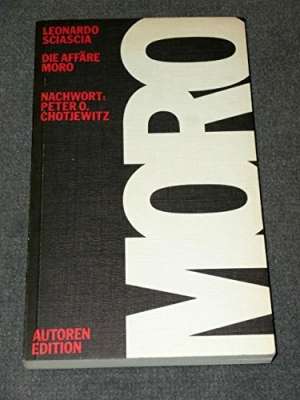 LEONARDO
SCIASCIA
DIE AFFÄRE
MORO
NACHWORT:
PETER O.
CHOTJEWITZ
MORO
AUTOREN
EDITION